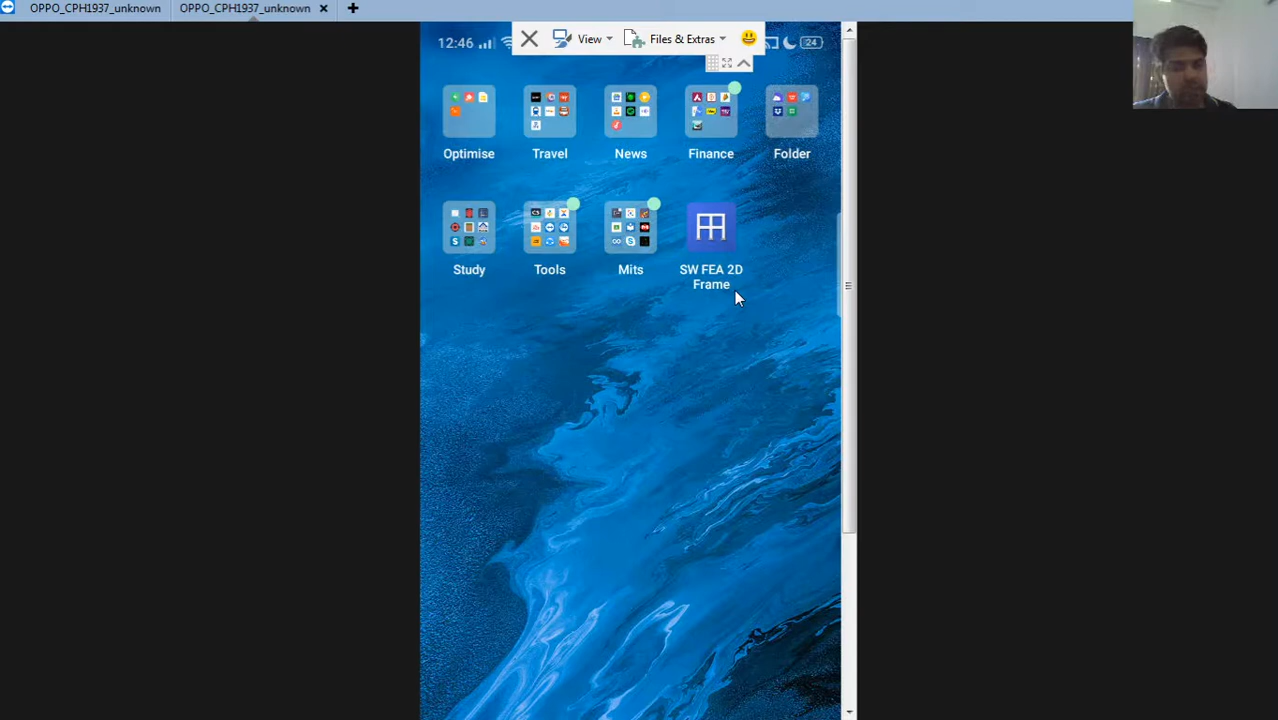 OPPO_CPH1937_unknown OPPO_CPH1937_unknown
12:46 View Files & Extras 24
Optimise Travel News Finance Folder
Study Tools Mits SW FEA 2D
Frame